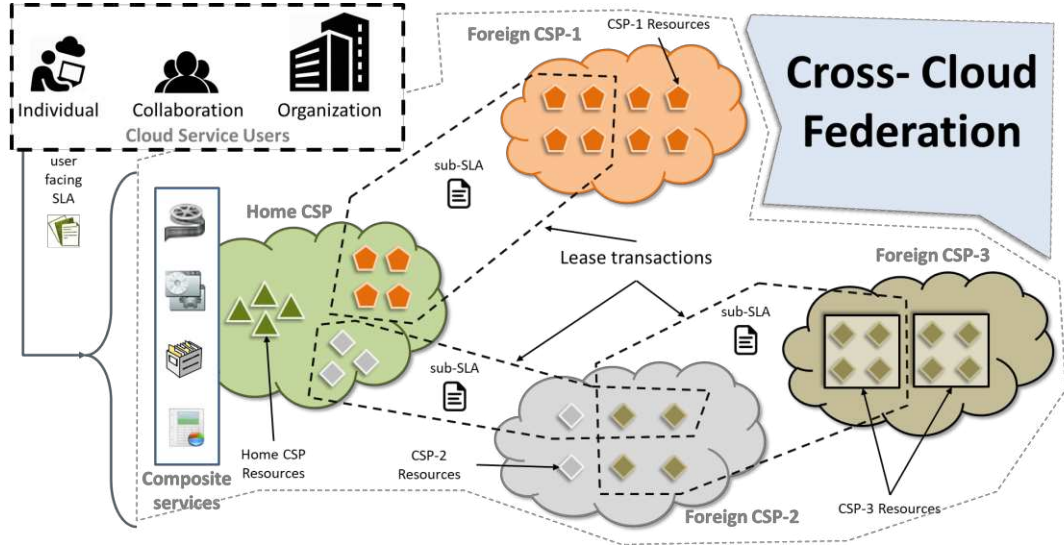 Individual
Collaboration
Organization
Cloud Service Users
user
facing
SLA
Foreign CSP-1
CSP-1 Resources
Cross- Cloud
Federation
sub-SLA
Home CSP
Lease transactions
Foreign CSP-3
sub-SLA
sub-SLA
Home CSP
Resources
CSP-2
Resources
Composite
services
Foreign CSP-2
CSP-3 Resources